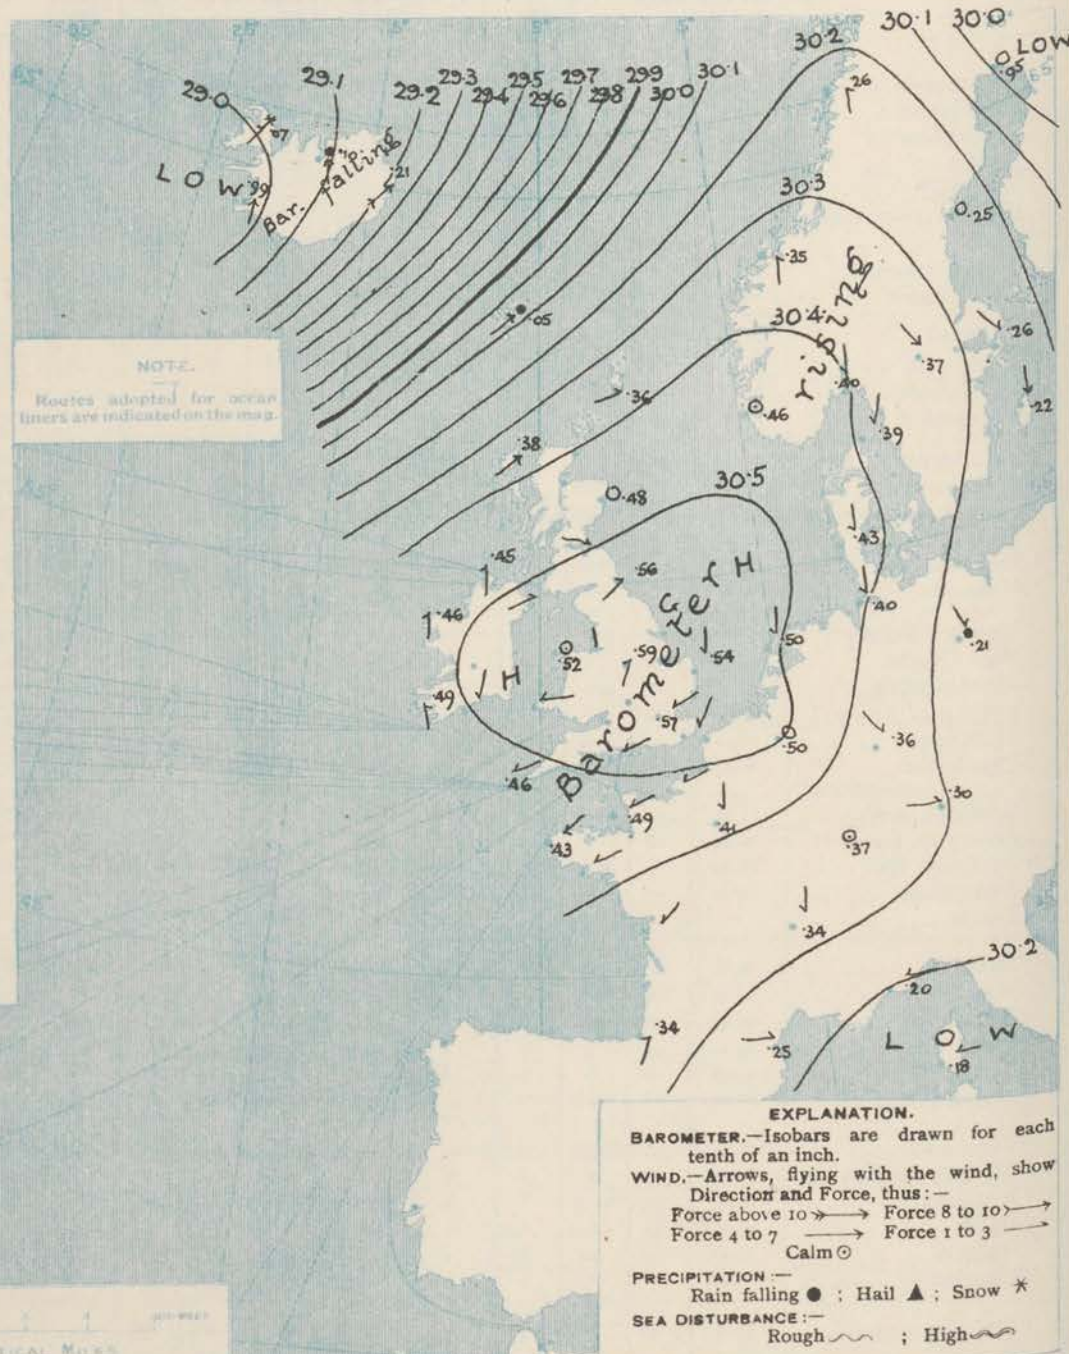 30.1 30.0
30.2
LOW
.95
29.0
29.1
29.2
29.3
29.4
29.5
29.6
29.7
29.8
29.9
30.0
30.1
.26
.07
LOW
.99
Bar. falling
.21
30.3
.25
.35
.05
30.4
rising
.26
.37
.40
.22
NOTE.
Routes adopted for ocean
liners are indicated on the map.
.36
.46
.39
.38
30.5
.48
.43
.45
.56
HIGH
Barometer
.40
.46
.50
.21
.52
.59
.54
.49
.57
.50
.36
.46
.49
.41
.30
.43
.37
.34
30.2
.20
.34
.25
LOW
.18
EXPLANATION.
BAROMETER.—Isobars are drawn for each
tenth of an inch.
WIND.—Arrows, flying with the wind, show
Direction and Force, thus:—
Force above 10 Force 8 to 10
Force 4 to 7 Force 1 to 3
Calm ⊙
PRECIPITATION:—
Rain falling ● ; Hail ▲ ; Snow *
SEA DISTURBANCE:—
Rough ; High
MILES